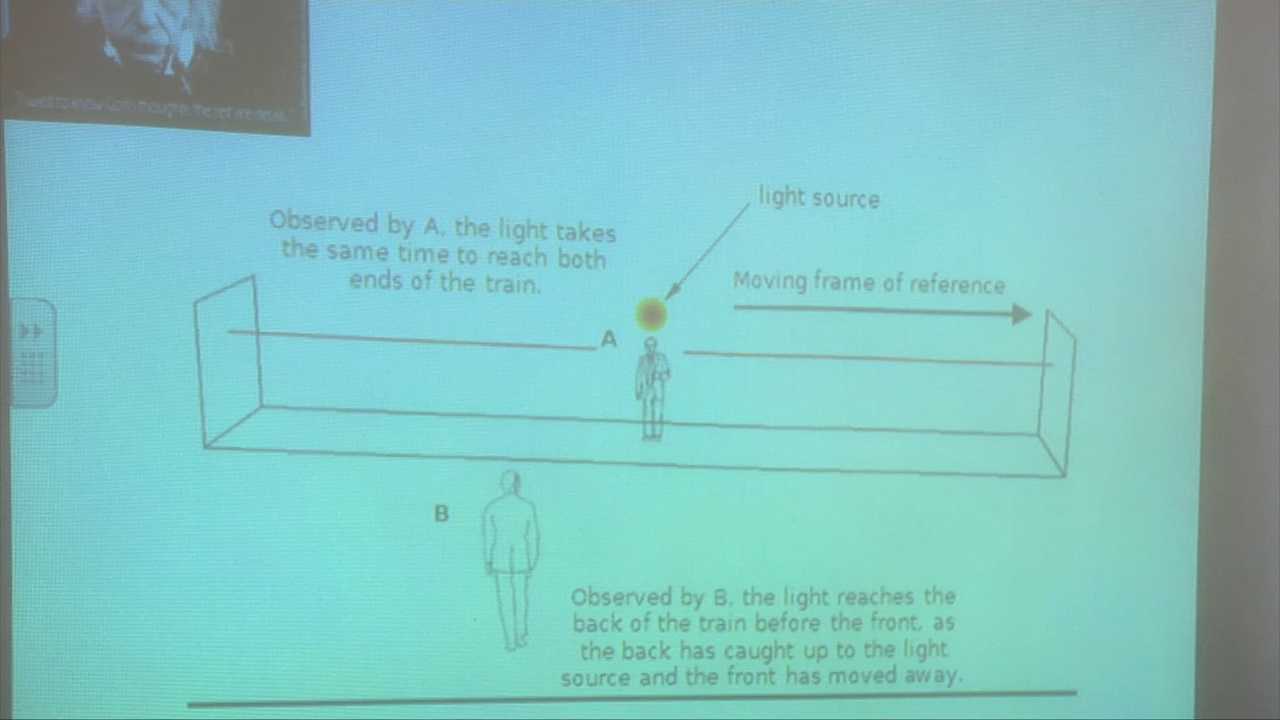 Observed by A, the light takes
the same time to reach both
ends of the train.
light source
Moving frame of reference
A
B
Observed by B, the light reaches the
back of the train before the front, as
the back has caught up to the light
source and the front has moved away.